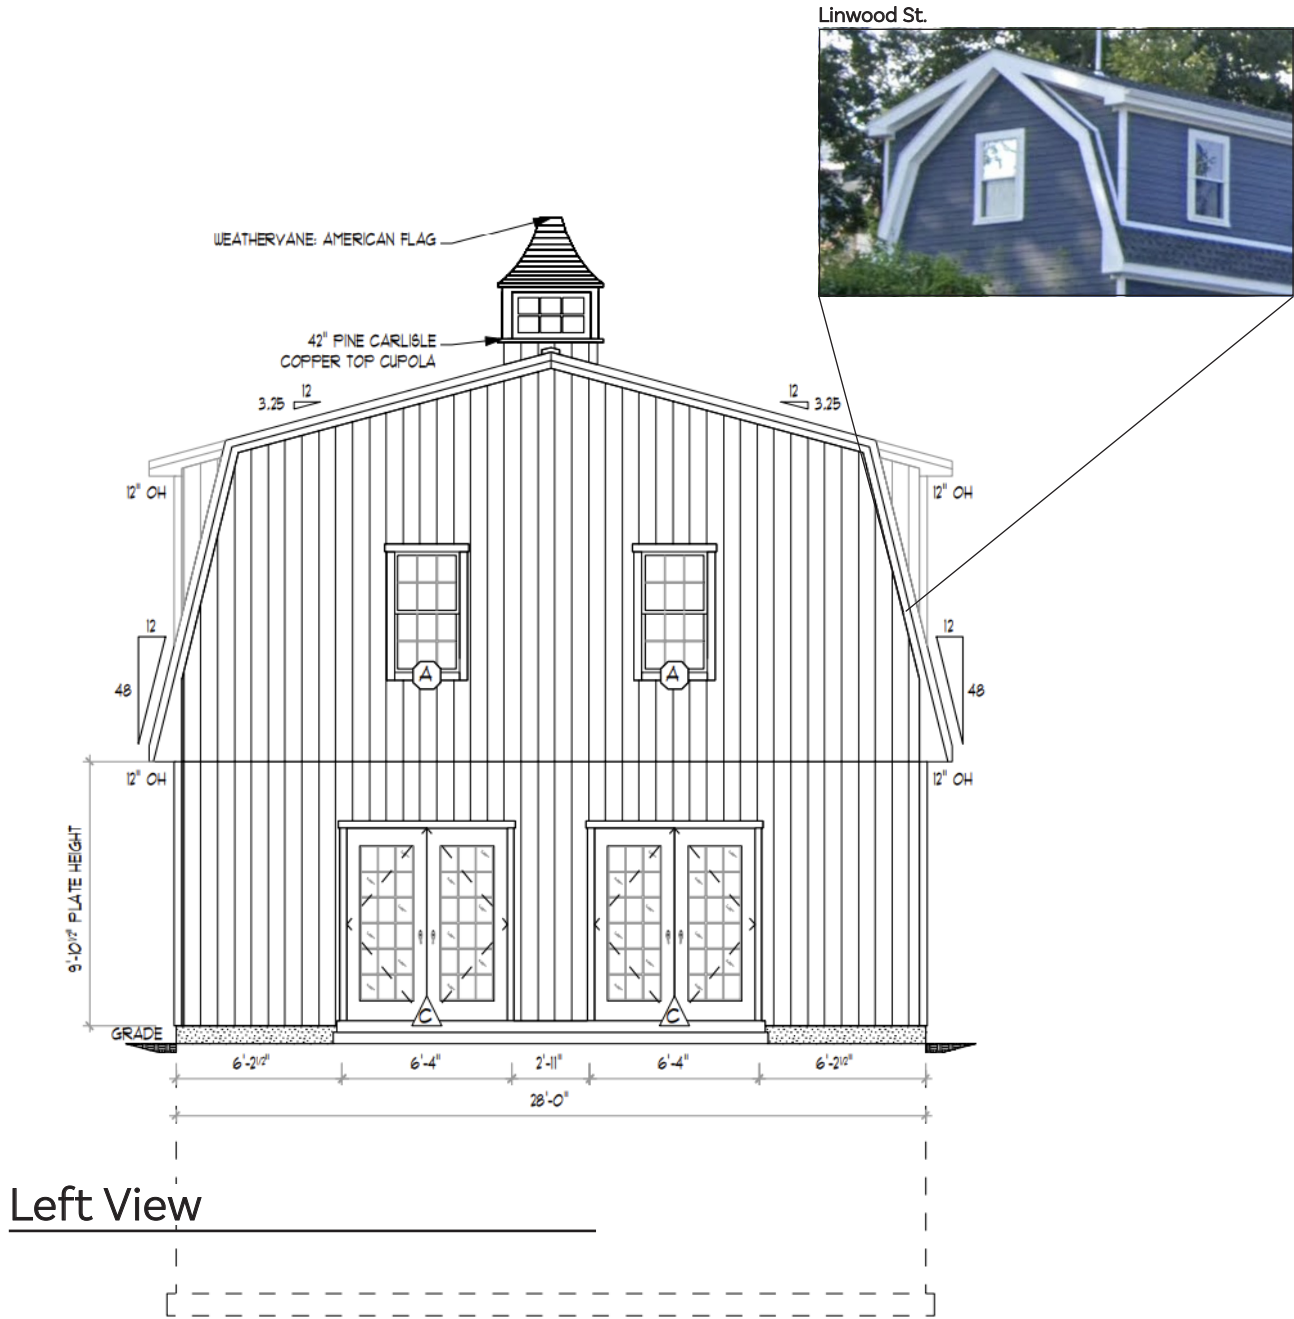 Linwood St.
WEATHERVANE: AMERICAN FLAG
42" PINE CARLISLE
COPPER TOP CUPOLA
12
3.25
12
3.25
12" OH
12" OH
12
48
12
48
A
A
12" OH
12" OH
9'-10 1/2" PLATE HEIGHT
C
C
GRADE
6'-2 1/2"
6'-4"
2'-11"
6'-4"
6'-2 1/2"
28'-0"
Left View